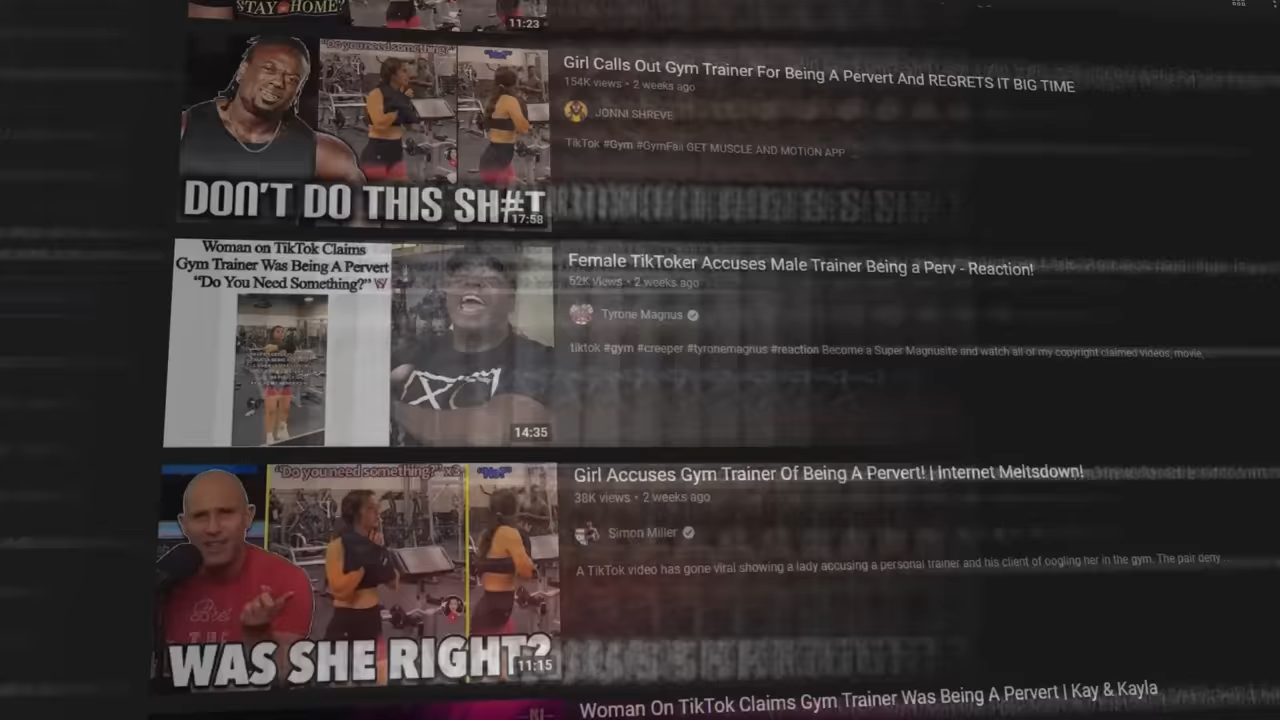 STAY HOME?
11:23
"Do you need something?"
"No!"
DON'T DO THIS SH#T
17:58
Girl Calls Out Gym Trainer For Being A Pervert And REGRETS IT BIG TIME
154K views • 2 weeks ago
JONNI SHREVE
TikTok #Gym #GymFail GET MUSCLE AND MOTION APP
Woman on TikTok Claims
Gym Trainer Was Being A Pervert
"Do You Need Something?"
14:35
Female TikToker Accuses Male Trainer Being a Perv - Reaction!
52K views • 2 weeks ago
Tyrone Magnus
tiktok #gym #creeper #tyronemagnus #reaction Become a Super Magnusite and watch all of my copyright claimed videos, movie,
"Do you need something?" x3
"No!"
WAS SHE RIGHT?
11:15
Girl Accuses Gym Trainer Of Being A Pervert! | Internet Meltsdown!
38K views • 2 weeks ago
Simon Miller
A TikTok video has gone viral showing a lady accusing a personal trainer and his client of oogling her in the gym. The pair deny...
Woman On TikTok Claims Gym Trainer Was Being A Pervert | Kay & Kayla